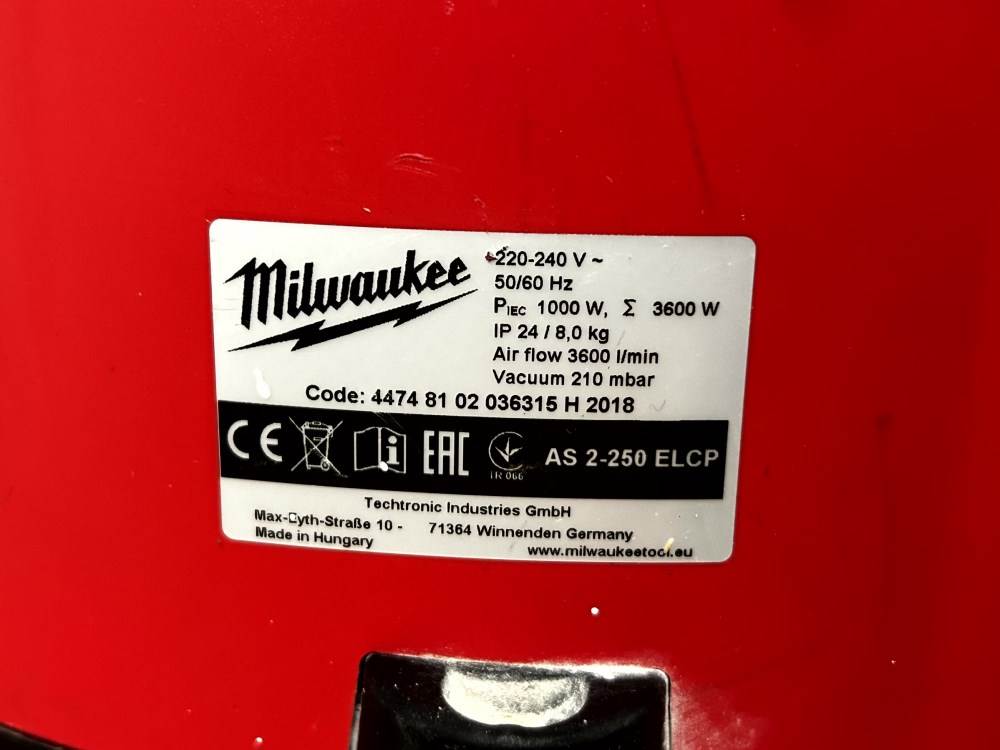 Milwaukee
220-240 V ~
50/60 Hz
PIEC 1000 W, Σ 3600 W
IP 24 / 8,0 kg
Air flow 3600 l/min
Vacuum 210 mbar
Code: 4474 81 02 036315 H 2018
CE i EAC TR 066 AS 2-250 ELCP
Techtronic Industries GmbH
Max-Eyth-Straße 10 - 71364 Winnenden Germany
Made in Hungary
www.milwaukeetool.eu